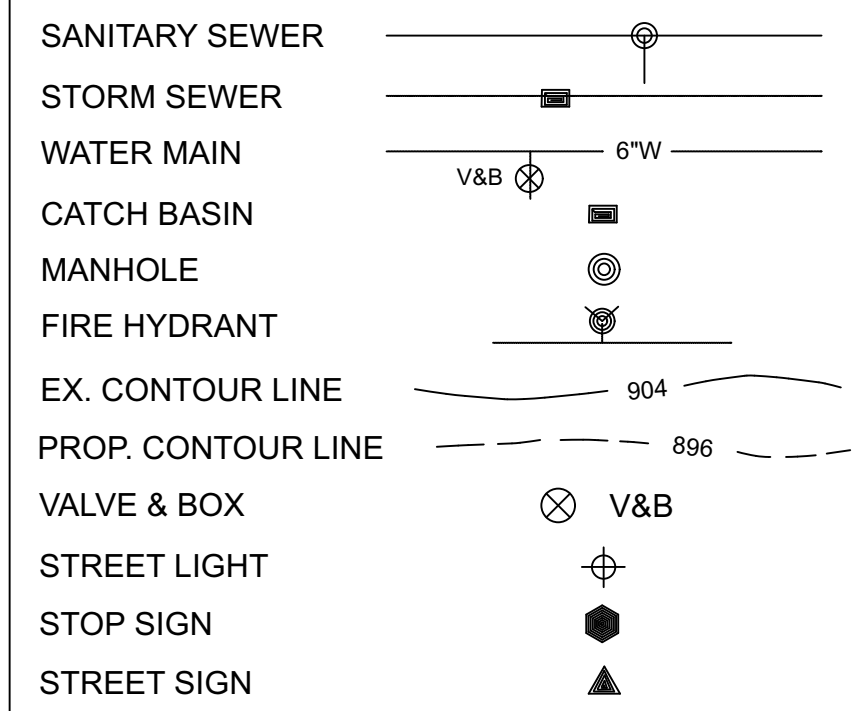 SANITARY SEWER
STORM SEWER
WATER MAIN 6"W
V&B
CATCH BASIN
MANHOLE
FIRE HYDRANT
EX. CONTOUR LINE 904
PROP. CONTOUR LINE 896
VALVE & BOX V&B
STREET LIGHT
STOP SIGN
STREET SIGN